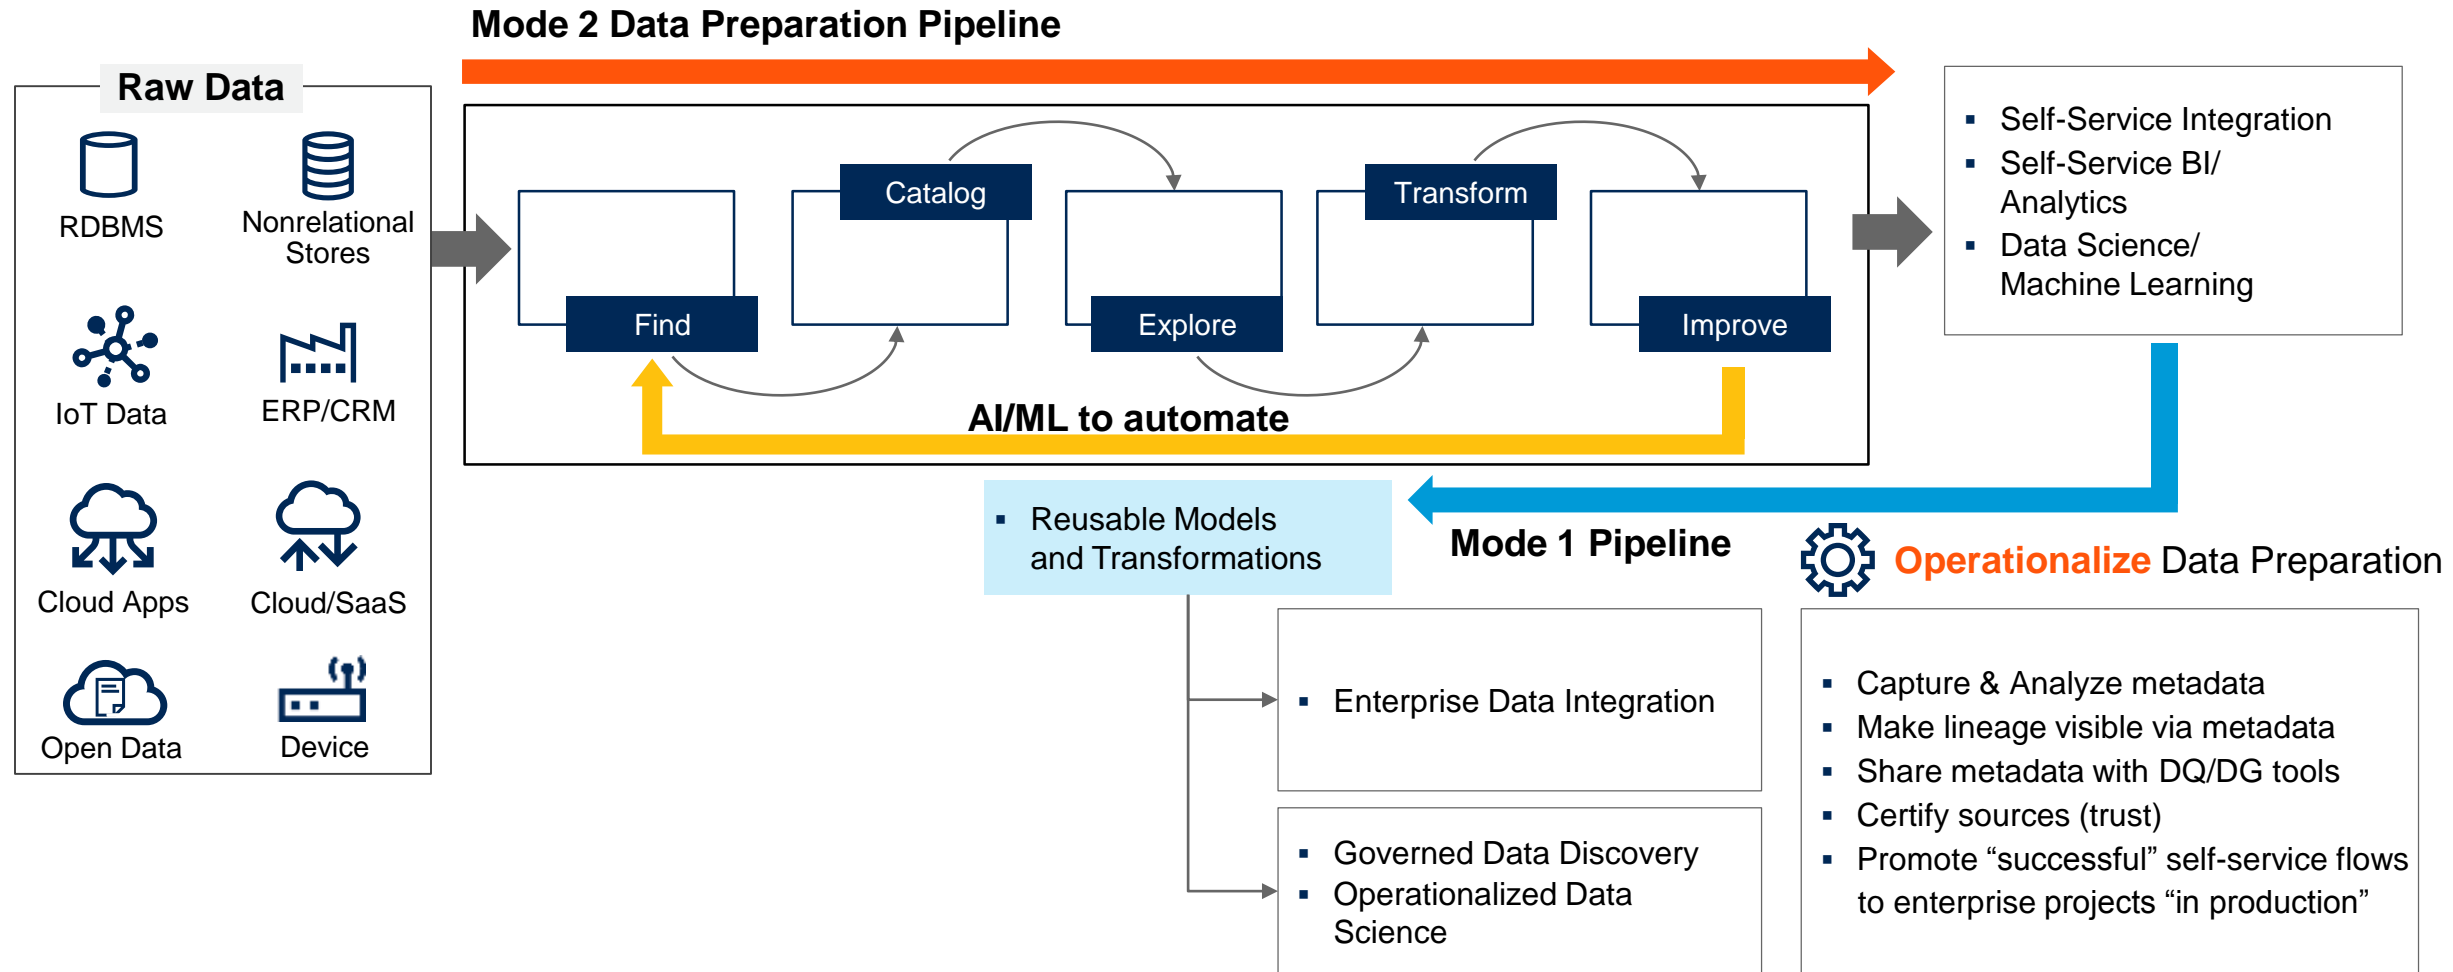 Mode 2 Data Preparation Pipeline
Raw Data
RDBMS
Nonrelational
Stores
IoT Data
ERP/CRM
Cloud Apps
Cloud/SaaS
Open Data
Device
Find
Catalog
Explore
Transform
Improve
AI/ML to automate
▪ Self-Service Integration
▪ Self-Service BI/
Analytics
▪ Data Science/
Machine Learning
▪ Reusable Models
and Transformations
Mode 1 Pipeline
▪ Enterprise Data Integration
▪ Governed Data Discovery
▪ Operationalized Data
Science
Operationalize Data Preparation
▪ Capture & Analyze metadata
▪ Make lineage visible via metadata
▪ Share metadata with DQ/DG tools
▪ Certify sources (trust)
▪ Promote “successful” self-service flows
to enterprise projects “in production”